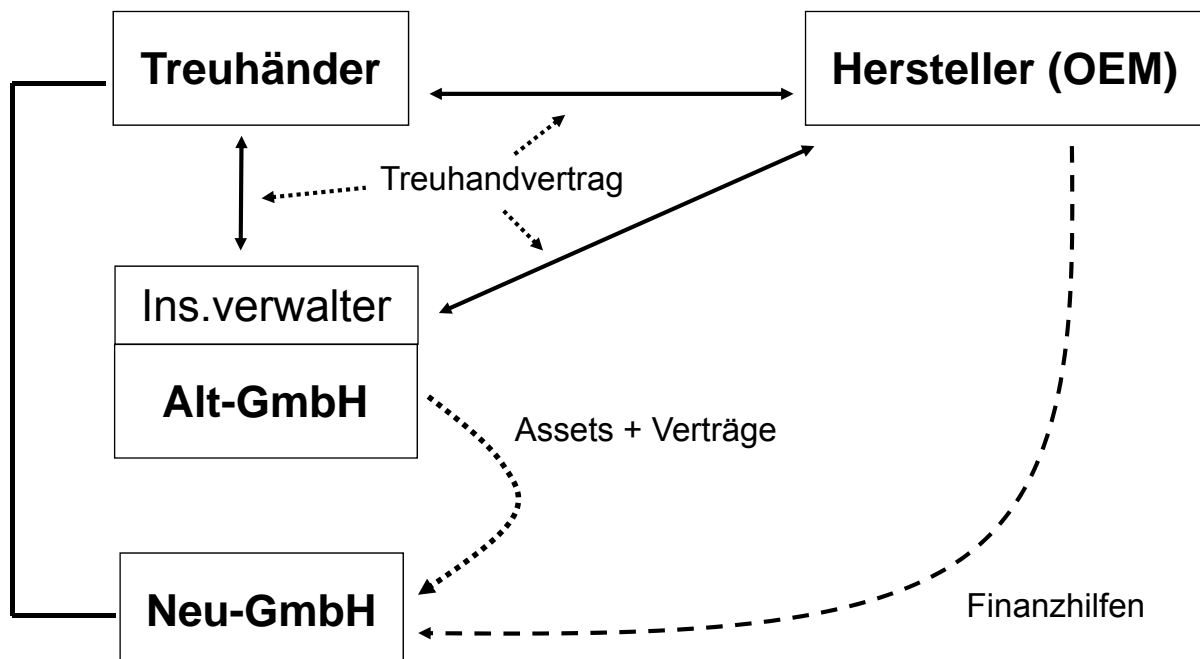 Treuhänder
Hersteller (OEM)
Treuhandvertrag
Ins.verwalter
Alt-GmbH
Assets + Verträge
Neu-GmbH
Finanzhilfen